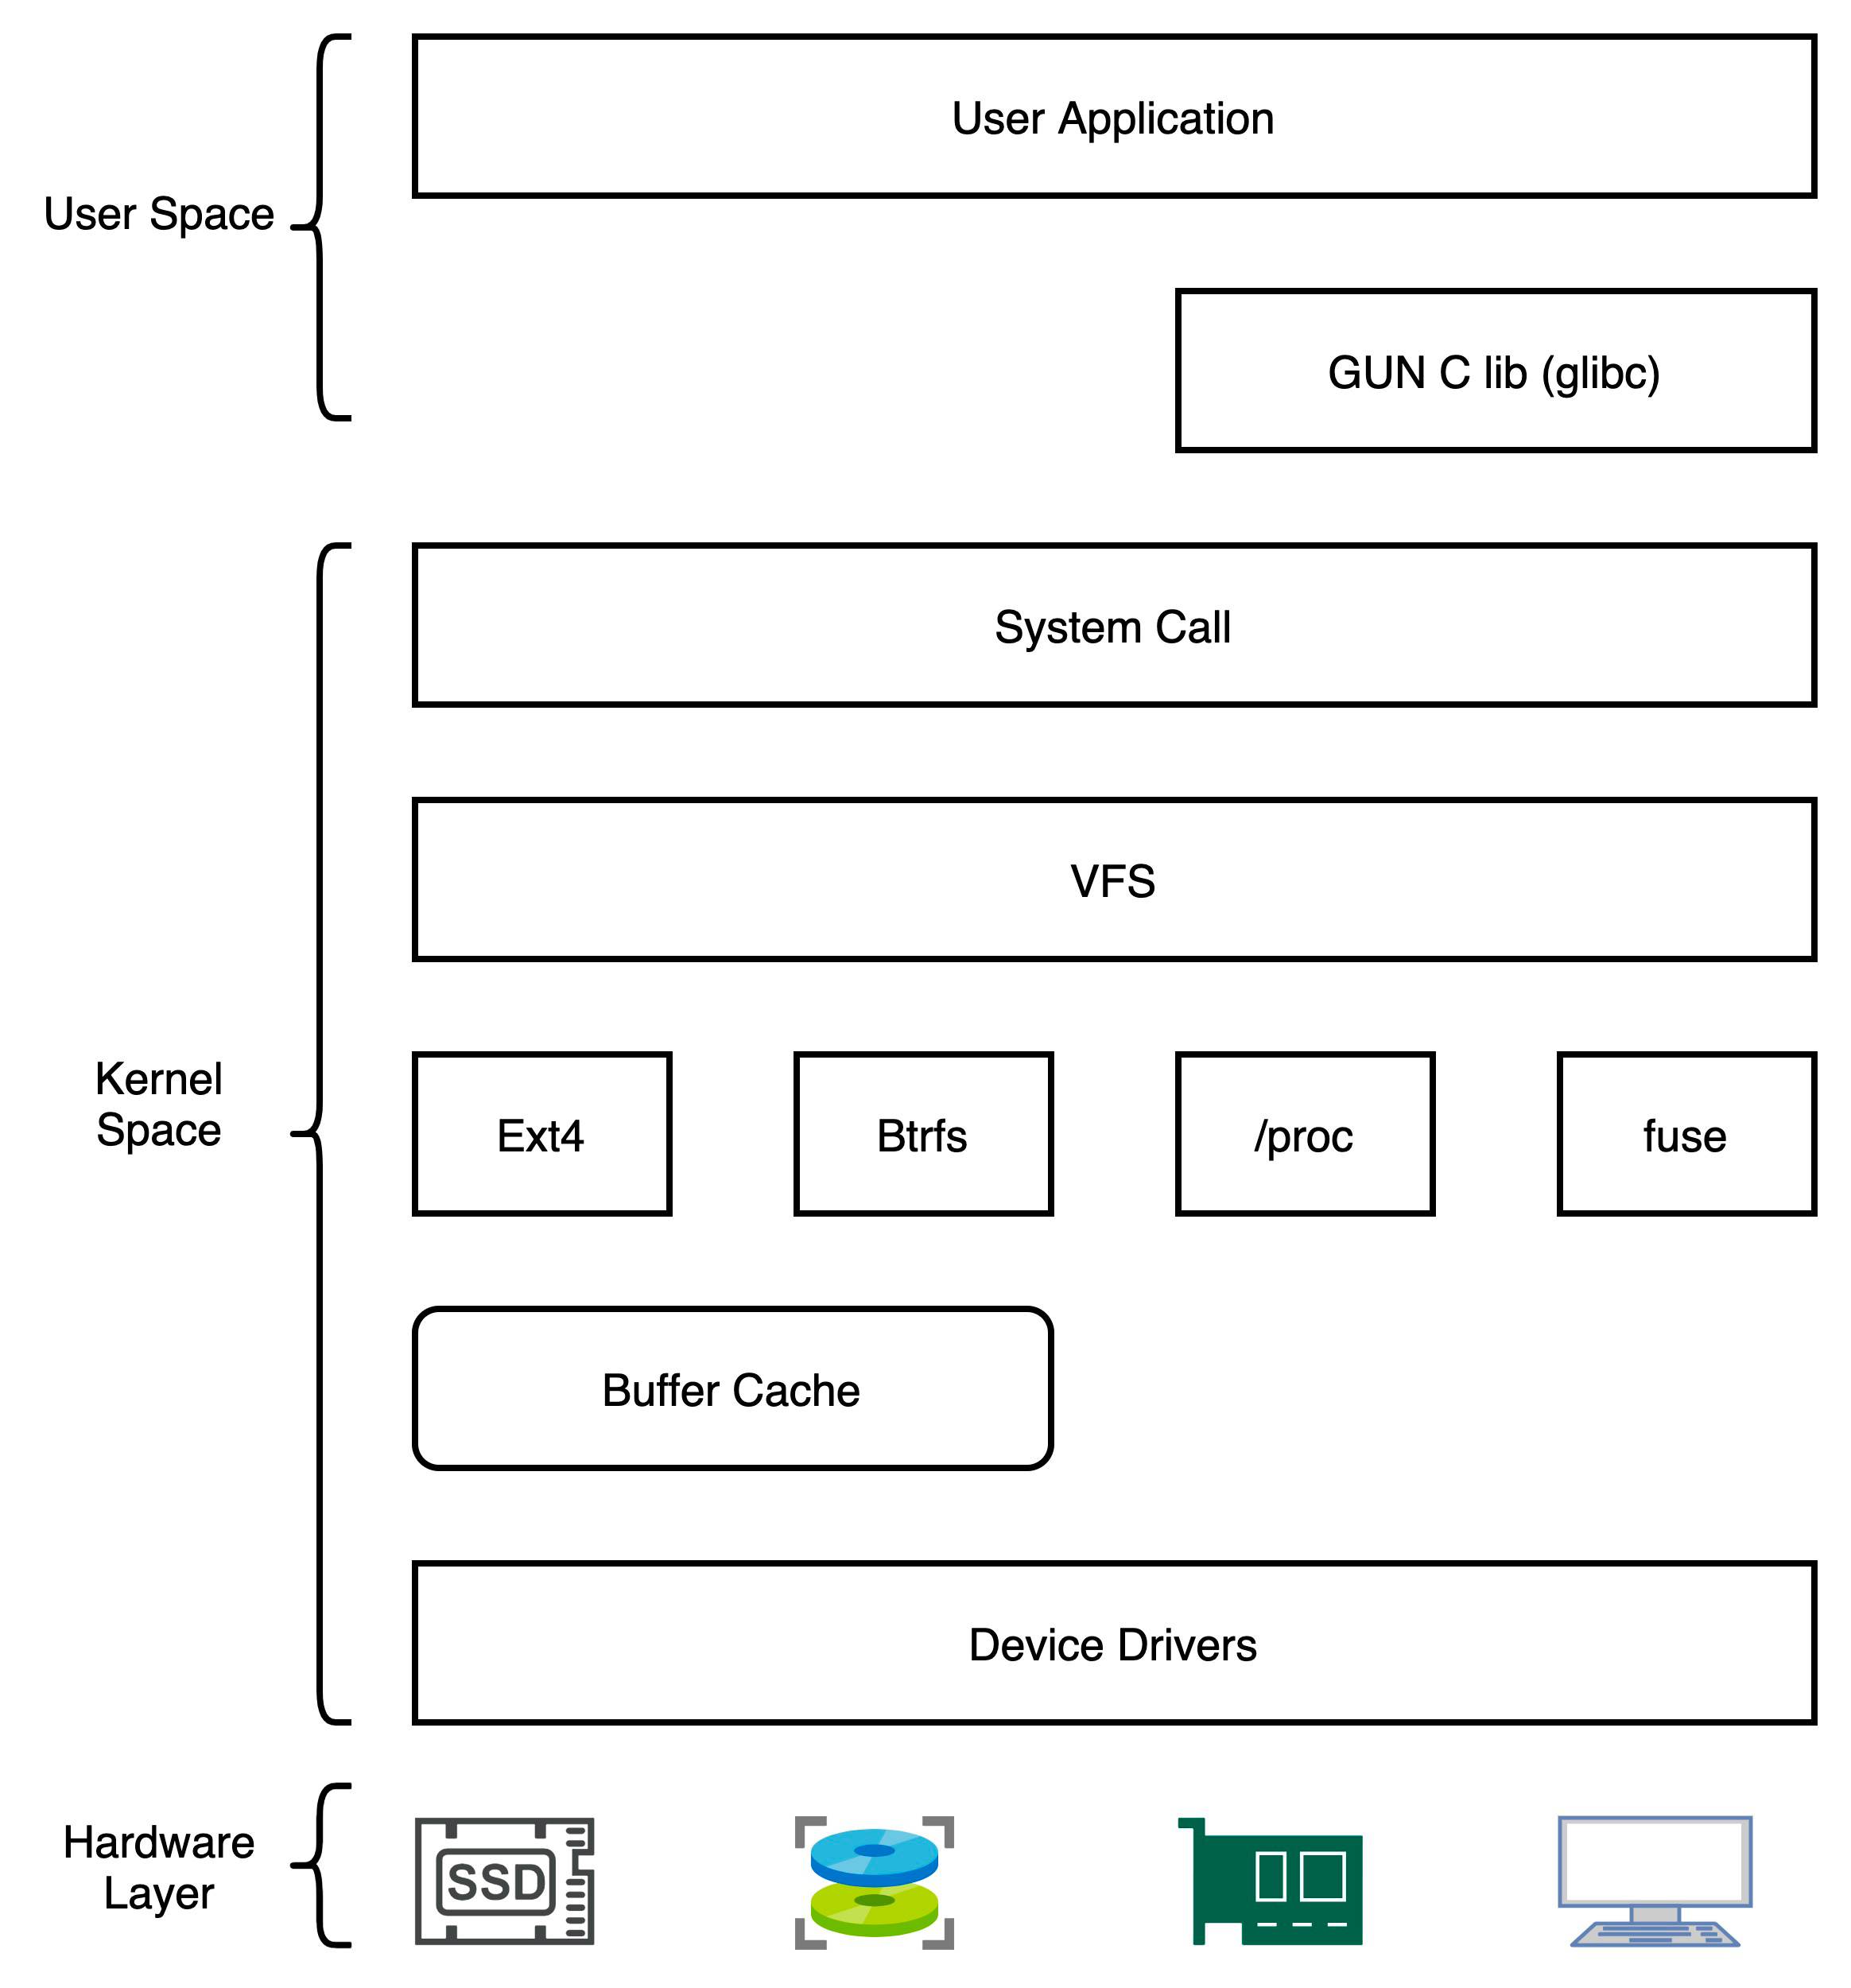 User Application
User Space
GUN C lib (glibc)
System Call
VFS
Kernel
Space
Ext4
Btrfs
/proc
fuse
Buffer Cache
Device Drivers
Hardware
Layer
SSD